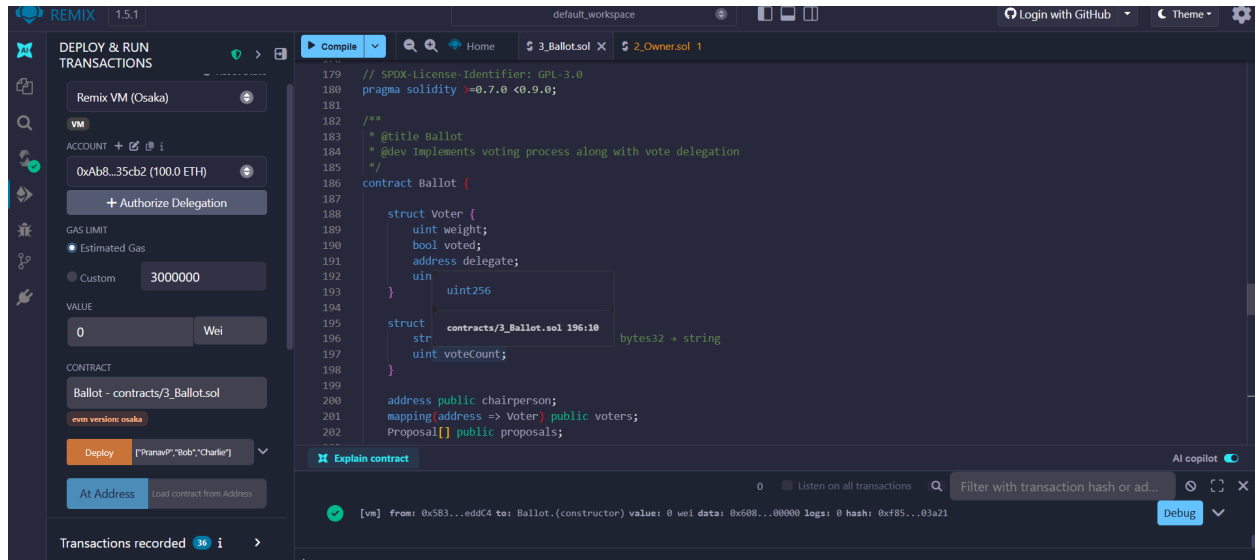 REMIX 1.5.1
default_workspace
Login with GitHub
Theme
DEPLOY & RUN
TRANSACTIONS
Remix VM (Osaka)
VM
ACCOUNT
0xAb8...35cb2 (100.0 ETH)
+ Authorize Delegation
GAS LIMIT
Estimated Gas
Custom 3000000
VALUE
0 Wei
CONTRACT
Ballot - contracts/3_Ballot.sol
evm version: osaka
Deploy ["PranavP","Bob","Charlie"]
At Address Load contract from Address
Transactions recorded 36 i
Compile Home 3_Ballot.sol 2_Owner.sol 1
179 // SPDX-License-Identifier: GPL-3.0
180 pragma solidity >=0.7.0 <0.9.0;
181
182 /**
183 * @title Ballot
184 * @dev Implements voting process along with vote delegation
185 */
186 contract Ballot {
187
188 struct Voter {
189 uint weight;
190 bool voted;
191 address delegate;
192 uin
uint256
193 }
194
195 struct
contracts/3_Ballot.sol 196:10
196 str bytes32 → string
197 uint voteCount;
198 }
199
200 address public chairperson;
201 mapping(address => Voter) public voters;
202 Proposal[] public proposals;
Explain contract AI copilot
0 Listen on all transactions Filter with transaction hash or ad...
[vm] from: 0x5B3...eddC4 to: Ballot.(constructor) value: 0 wei data: 0x608...00000 logs: 0 hash: 0xf85...03a21
Debug